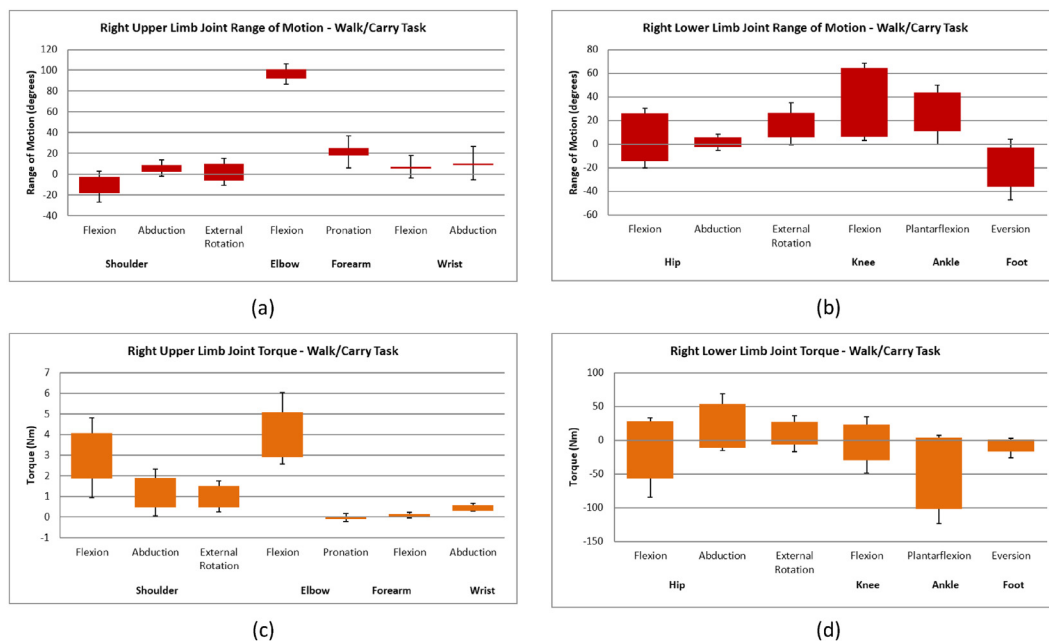 Right Upper Limb Joint Range of Motion - Walk/Carry Task
Range of Motion (degrees)
120
100
80
60
40
20
0
-20
-40
Flexion Abduction External Rotation Flexion Pronation Flexion Abduction
Shoulder Elbow Forearm Wrist
(a)
Right Lower Limb Joint Range of Motion - Walk/Carry Task
Range of Motion (degrees)
80
60
40
20
0
-20
-40
-60
Flexion Abduction External Rotation Flexion Plantarflexion Eversion
Hip Knee Ankle Foot
(b)
Right Upper Limb Joint Torque - Walk/Carry Task
Torque (Nm)
7
6
5
4
3
2
1
0
-1
Flexion Abduction External Rotation Flexion Pronation Flexion Abduction
Shoulder Elbow Forearm Wrist
(c)
Right Lower Limb Joint Torque - Walk/Carry Task
Torque (Nm)
100
50
0
-50
-100
-150
Flexion Abduction External Rotation Flexion Plantarflexion Eversion
Hip Knee Ankle Foot
(d)